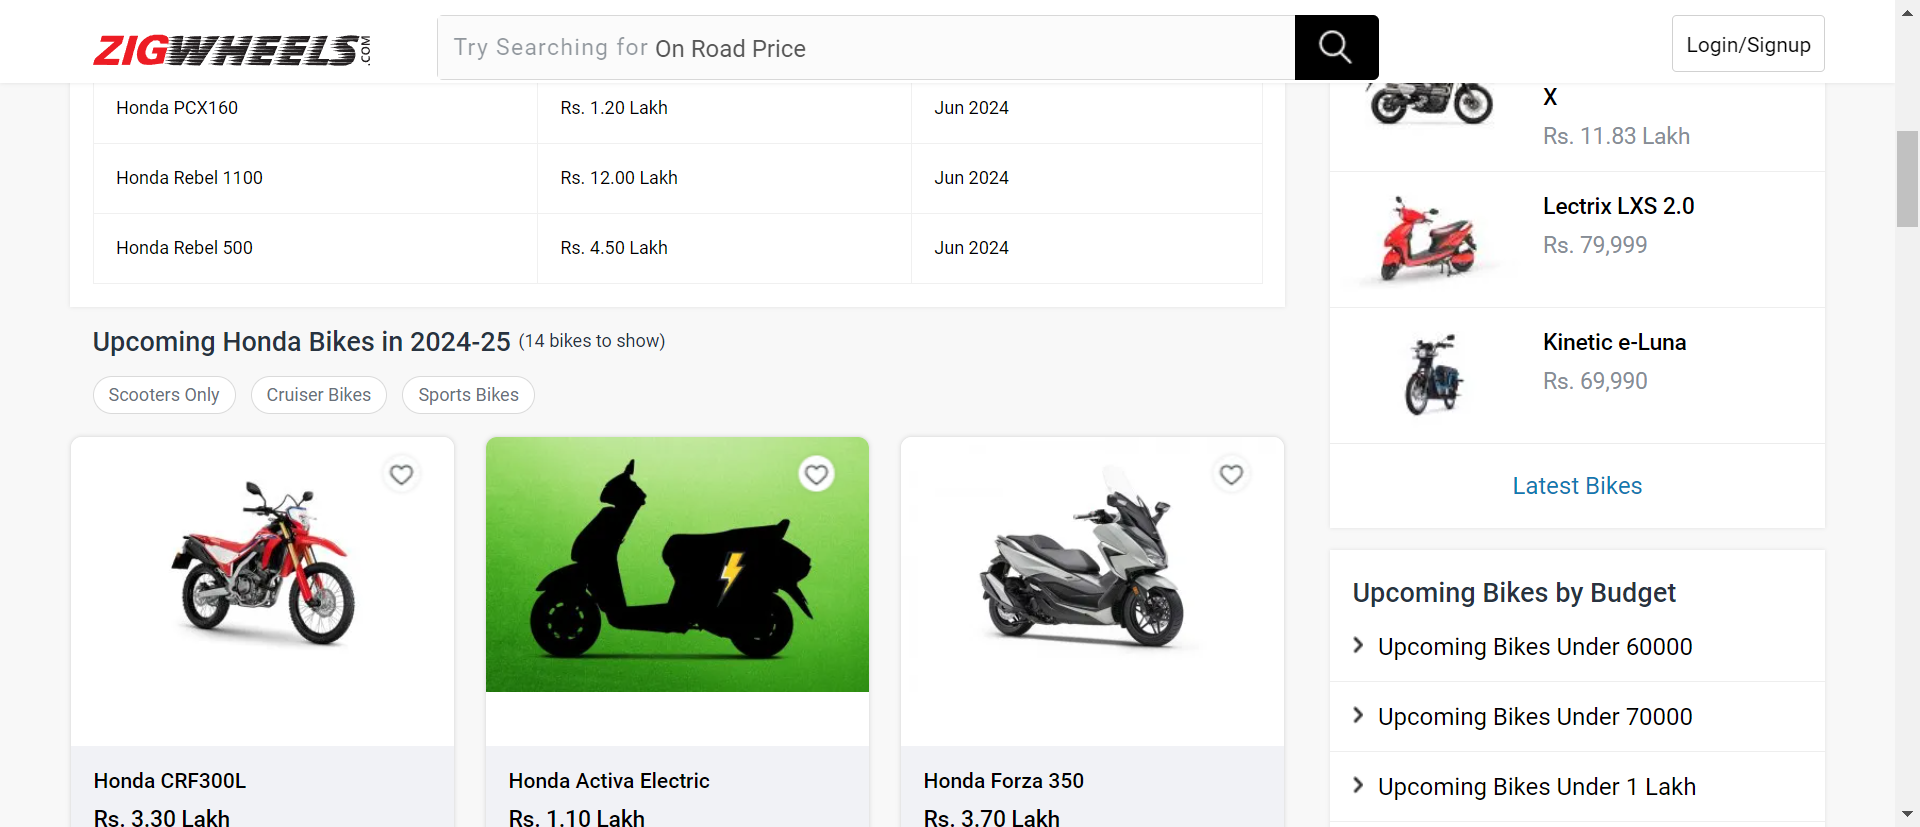 ZIGWHEELS.COM
Try Searching for On Road Price
Login/Signup
Honda PCX160 Rs. 1.20 Lakh Jun 2024
Honda Rebel 1100 Rs. 12.00 Lakh Jun 2024
Honda Rebel 500 Rs. 4.50 Lakh Jun 2024
Upcoming Honda Bikes in 2024-25 (14 bikes to show)
Scooters Only Cruiser Bikes Sports Bikes
Honda CRF300L
Rs. 3.30 Lakh
Honda Activa Electric
Rs. 1.10 Lakh
Honda Forza 350
Rs. 3.70 Lakh
X
Rs. 11.83 Lakh
Lectrix LXS 2.0
Rs. 79,999
Kinetic e-Luna
Rs. 69,990
Latest Bikes
Upcoming Bikes by Budget
Upcoming Bikes Under 60000
Upcoming Bikes Under 70000
Upcoming Bikes Under 1 Lakh